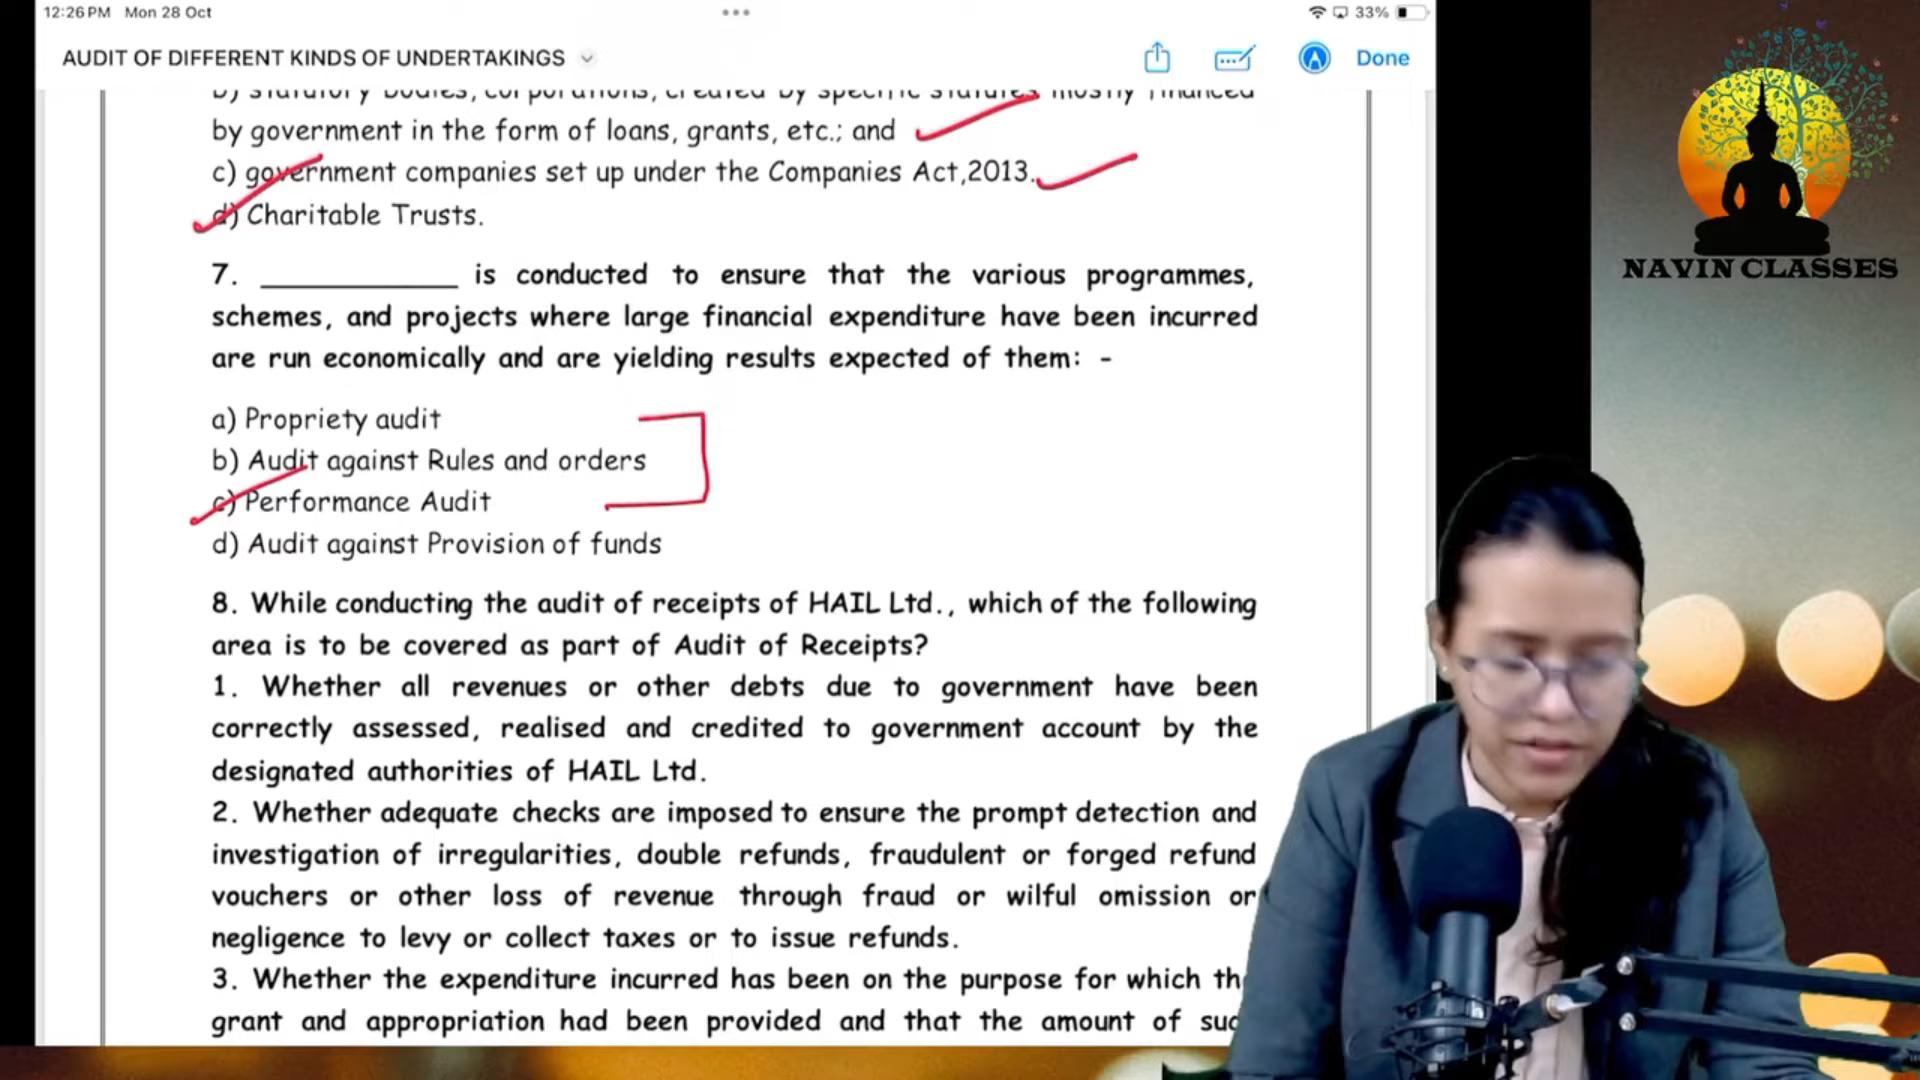 12:26 PM Mon 28 Oct
33%
AUDIT OF DIFFERENT KINDS OF UNDERTAKINGS
Done
b) statutory bodies, corporations, created by specific statutes mostly financed
by government in the form of loans, grants, etc.; and
c) government companies set up under the Companies Act,2013.
d) Charitable Trusts.
7. ____________ is conducted to ensure that the various programmes,
schemes, and projects where large financial expenditure have been incurred
are run economically and are yielding results expected of them: -
a) Propriety audit
b) Audit against Rules and orders
c) Performance Audit
d) Audit against Provision of funds
8. While conducting the audit of receipts of HAIL Ltd., which of the following
area is to be covered as part of Audit of Receipts?
1. Whether all revenues or other debts due to government have been
correctly assessed, realised and credited to government account by the
designated authorities of HAIL Ltd.
2. Whether adequate checks are imposed to ensure the prompt detection and
investigation of irregularities, double refunds, fraudulent or forged refund
vouchers or other loss of revenue through fraud or wilful omission or
negligence to levy or collect taxes or to issue refunds.
3. Whether the expenditure incurred has been on the purpose for which
grant and appropriation had been provided and that the amount of
NAVIN CLASSES